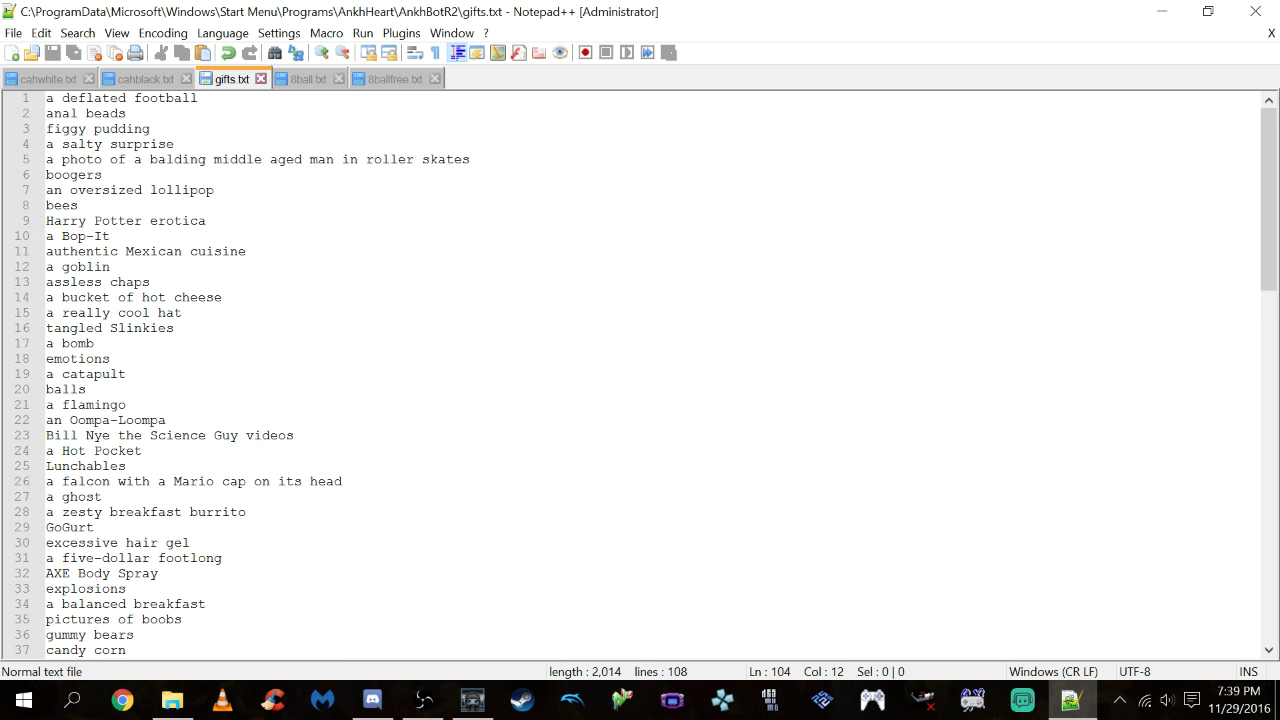 C:\ProgramData\Microsoft\Windows\Start Menu\Programs\AnkhHeart\AnkhBotR2\gifts.txt - Notepad++ [Administrator]
File Edit Search View Encoding Language Settings Macro Run Plugins Window ? X
cahwhite.txt cahblack.txt gifts.txt 8ball.txt 8ballfree.txt
1 a deflated football
2 anal beads
3 figgy pudding
4 a salty surprise
5 a photo of a balding middle aged man in roller skates
6 boogers
7 an oversized lollipop
8 bees
9 Harry Potter erotica
10 a Bop-It
11 authentic Mexican cuisine
12 a goblin
13 assless chaps
14 a bucket of hot cheese
15 a really cool hat
16 tangled Slinkies
17 a bomb
18 emotions
19 a catapult
20 balls
21 a flamingo
22 an Oompa-Loompa
23 Bill Nye the Science Guy videos
24 a Hot Pocket
25 Lunchables
26 a falcon with a Mario cap on its head
27 a ghost
28 a zesty breakfast burrito
29 GoGurt
30 excessive hair gel
31 a five-dollar footlong
32 AXE Body Spray
33 explosions
34 a balanced breakfast
35 pictures of boobs
36 gummy bears
37 candy corn
Normal text file length : 2,014 lines : 108 Ln : 104 Col : 12 Sel : 0 | 0 Windows (CR LF) UTF-8 INS
7:39 PM
11/29/2016